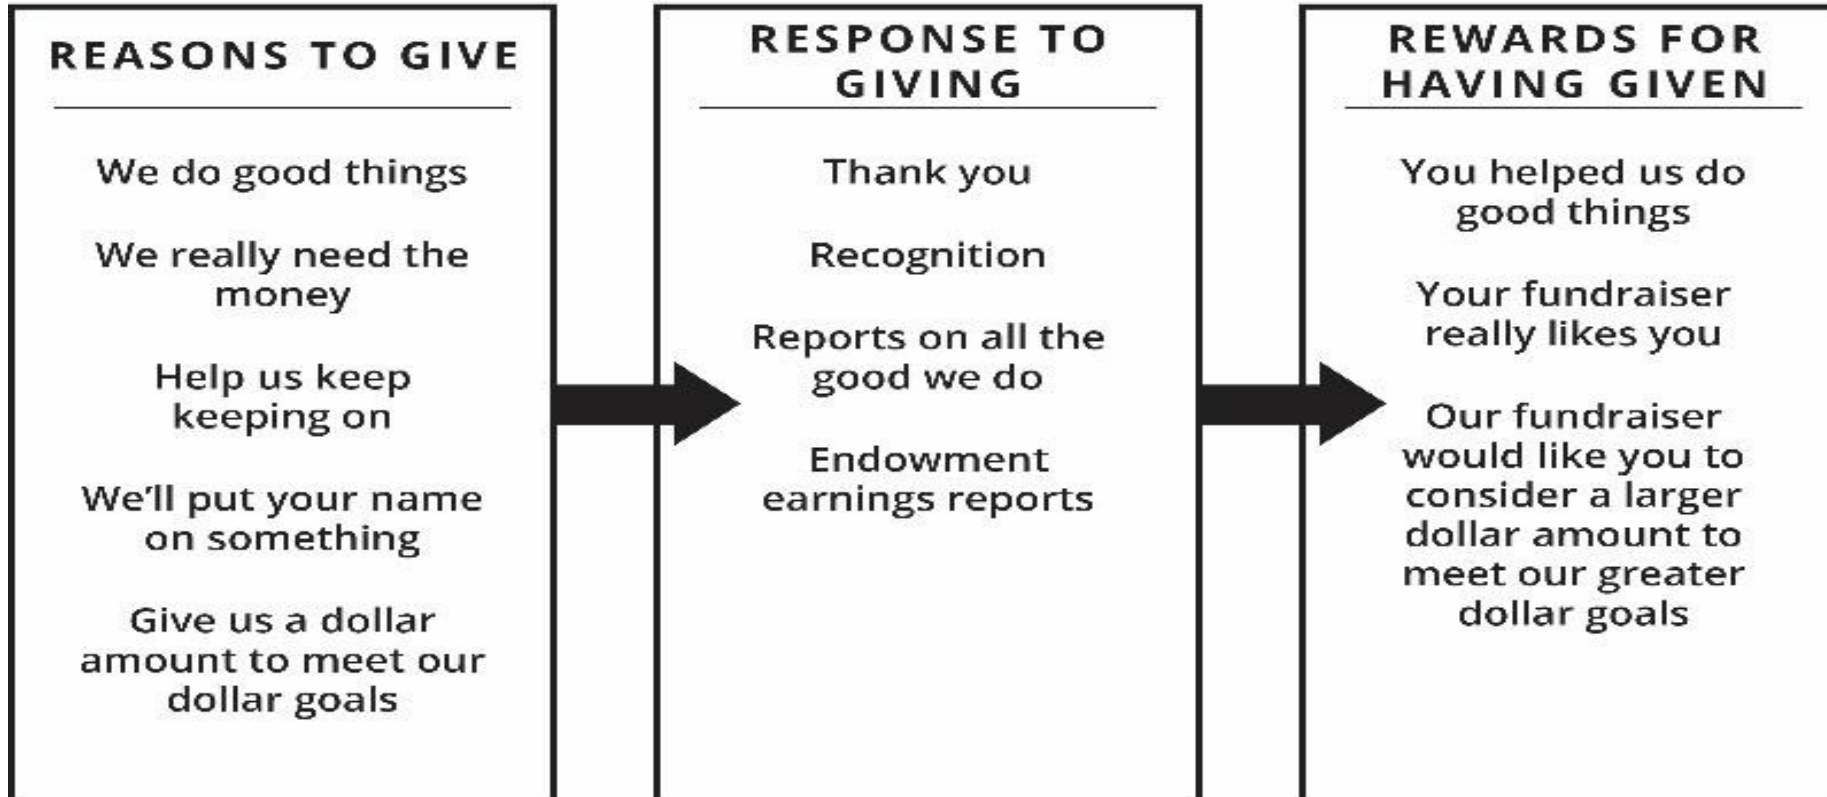 REASONS TO GIVE
We do good things
We really need the
money
Help us keep
keeping on
We'll put your name
on something
Give us a dollar
amount to meet our
dollar goals
RESPONSE TO
GIVING
Thank you
Recognition
Reports on all the
good we do
Endowment
earnings reports
REWARDS FOR
HAVING GIVEN
You helped us do
good things
Your fundraiser
really likes you
Our fundraiser
would like you to
consider a larger
dollar amount to
meet our greater
dollar goals